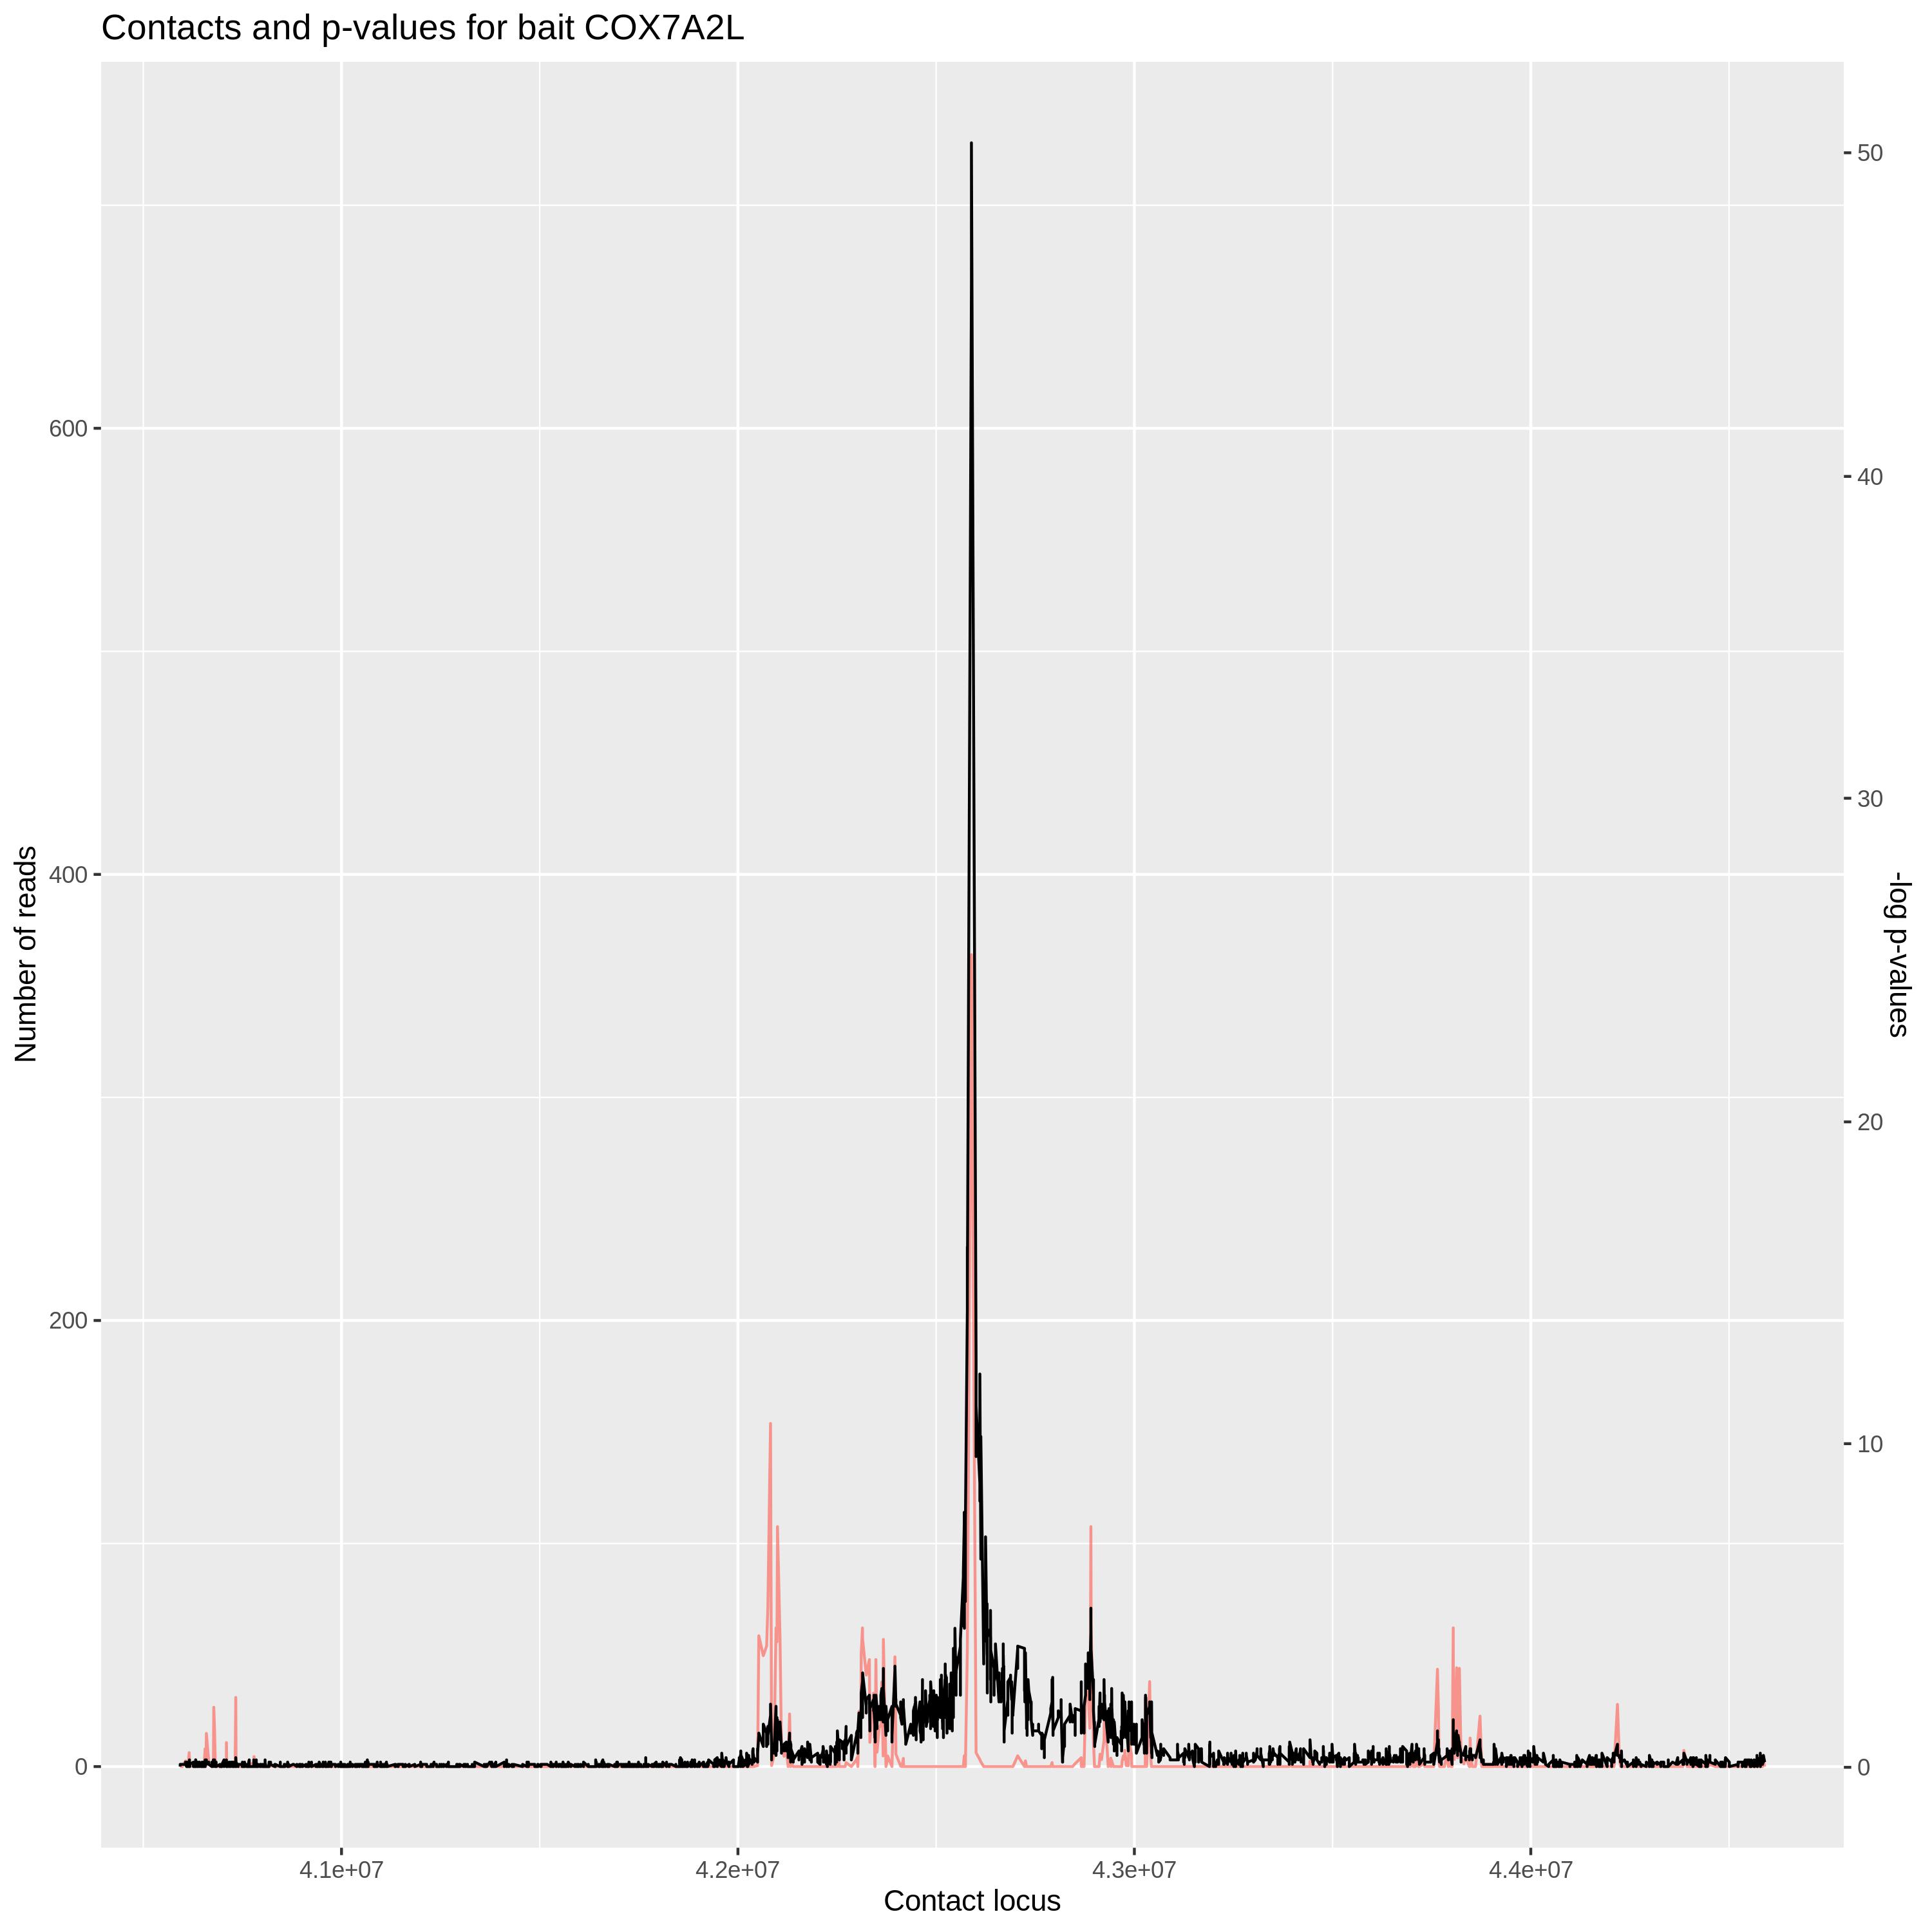 Contacts and p-values for bait COX7A2L
Number of reads
600
400
200
0
50
40
30
20
10
0
-log p-values
4.1e+07
4.2e+07
4.3e+07
4.4e+07
Contact locus